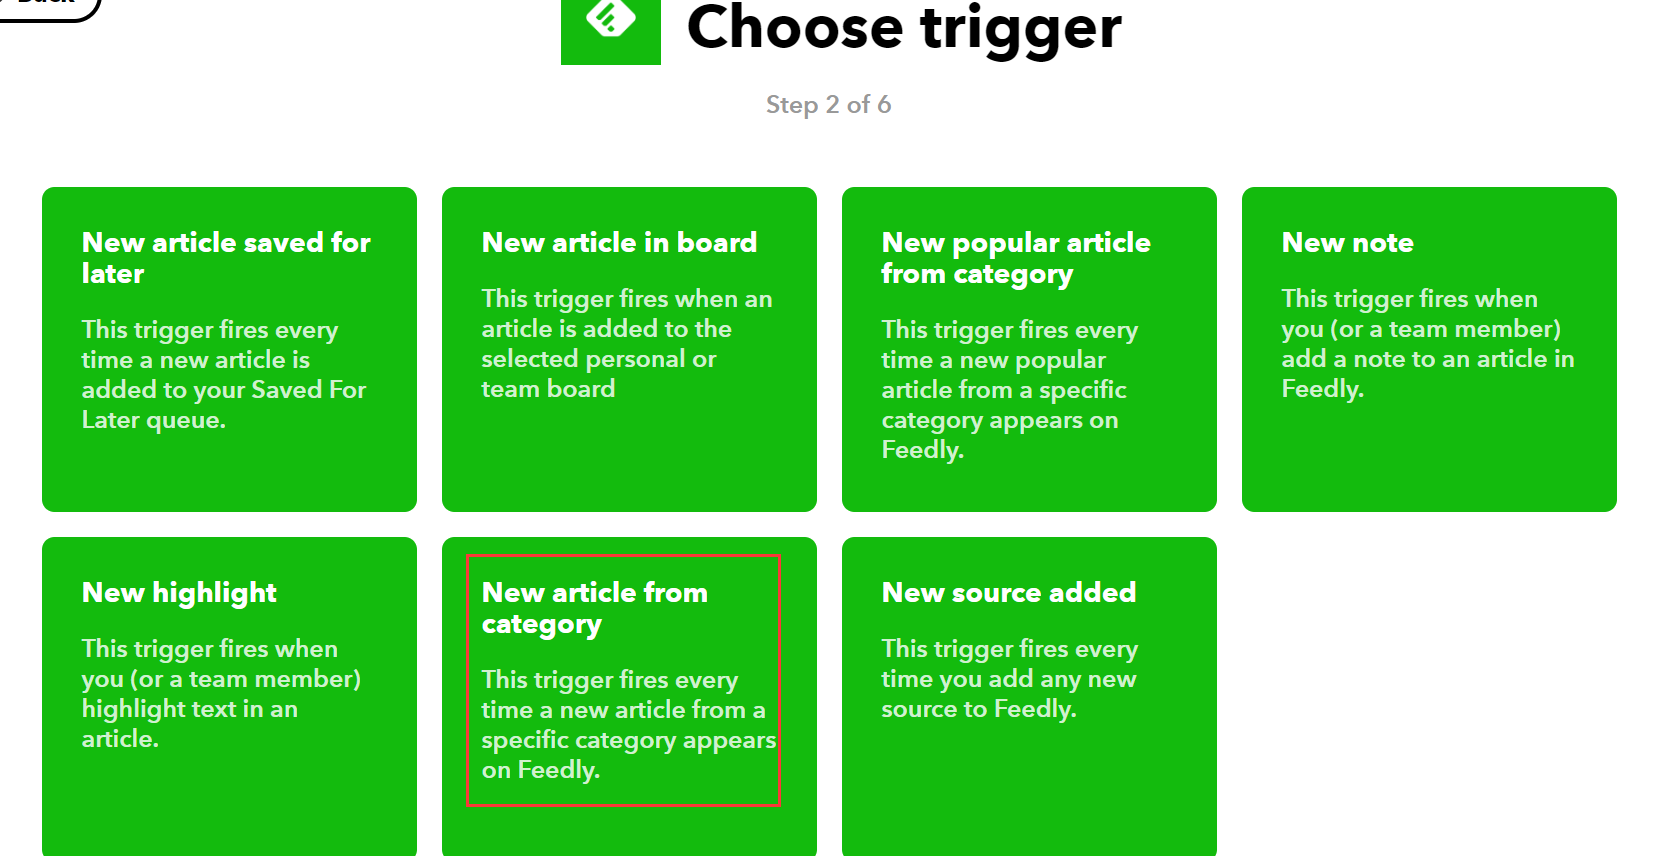 Choose trigger
Step 2 of 6
New article saved for
later
This trigger fires every
time a new article is
added to your Saved For
Later queue.
New article in board
This trigger fires when an
article is added to the
selected personal or
team board
New popular article
from category
This trigger fires every
time a new popular
article from a specific
category appears on
Feedly.
New note
This trigger fires when
you (or a team member)
add a note to an article in
Feedly.
New highlight
This trigger fires when
you (or a team member)
highlight text in an
article.
New article from
category
This trigger fires every
time a new article from a
specific category appears
on Feedly.
New source added
This trigger fires every
time you add any new
source to Feedly.